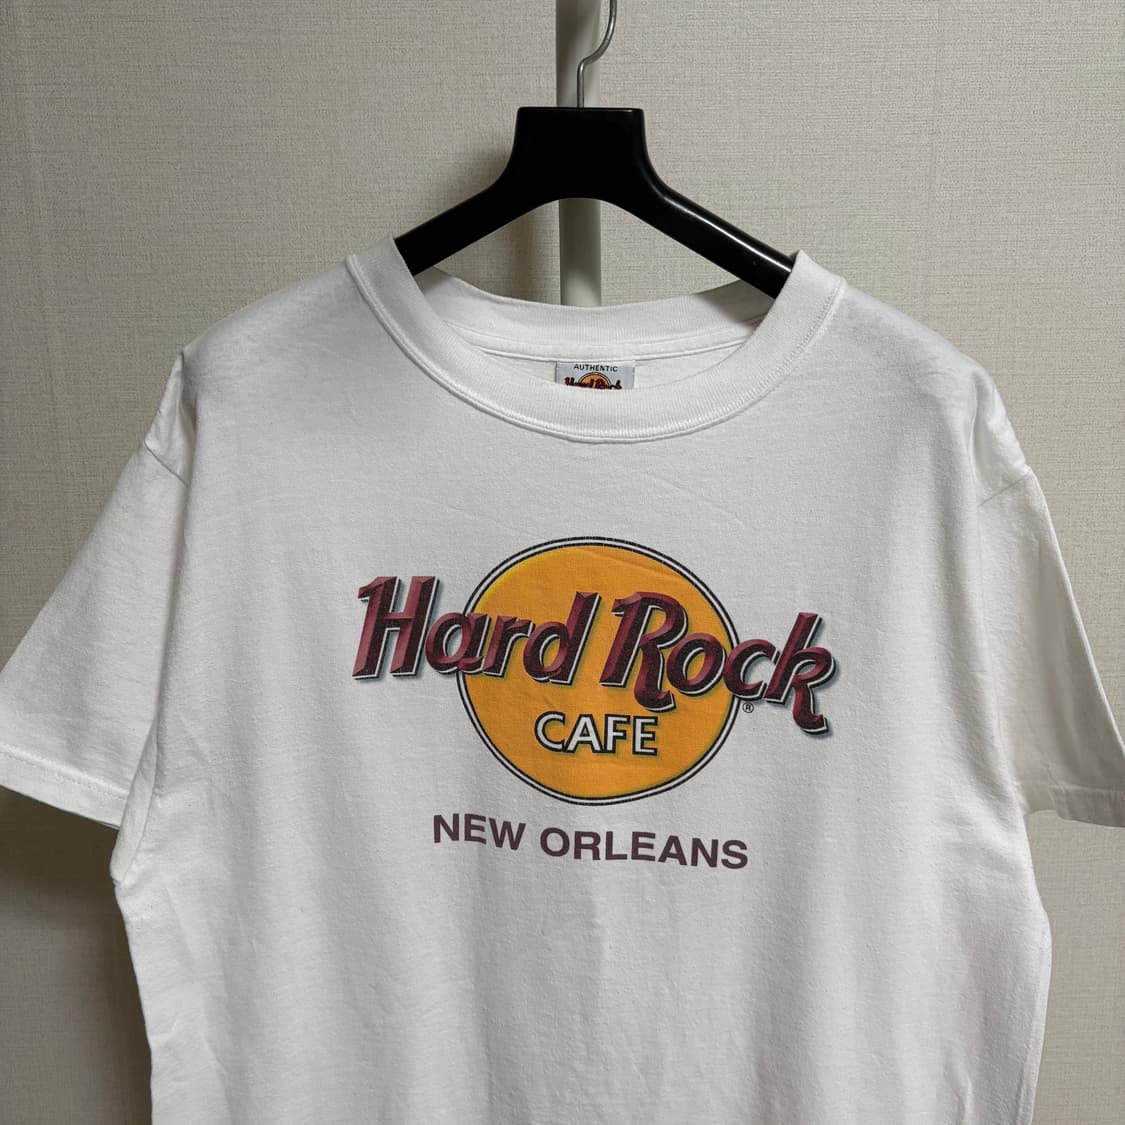 AUTHENTIC
Hard Rock
Hard Rock
CAFE
®
NEW ORLEANS